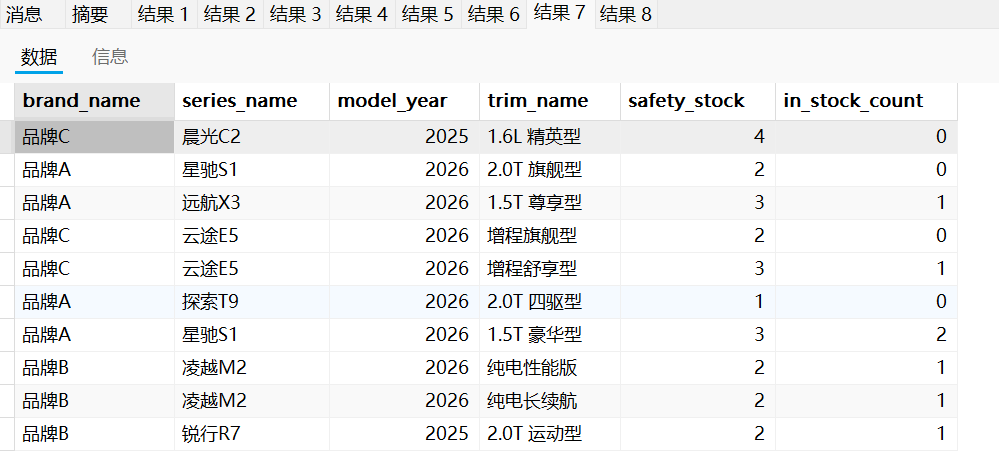 消息 摘要 结果 1 结果 2 结果 3 结果 4 结果 5 结果 6 结果 7 结果 8
数据 信息
brand_name series_name model_year trim_name safety_stock in_stock_count
品牌C 晨光C2 2025 1.6L 精英型 4 0
品牌A 星驰S1 2026 2.0T 旗舰型 2 0
品牌A 远航X3 2026 1.5T 尊享型 3 1
品牌C 云途E5 2026 增程旗舰型 2 0
品牌C 云途E5 2026 增程舒享型 3 1
品牌A 探索T9 2026 2.0T 四驱型 1 0
品牌A 星驰S1 2026 1.5T 豪华型 3 2
品牌B 凌越M2 2026 纯电性能版 2 1
品牌B 凌越M2 2026 纯电长续航 2 1
品牌B 锐行R7 2025 2.0T 运动型 2 1